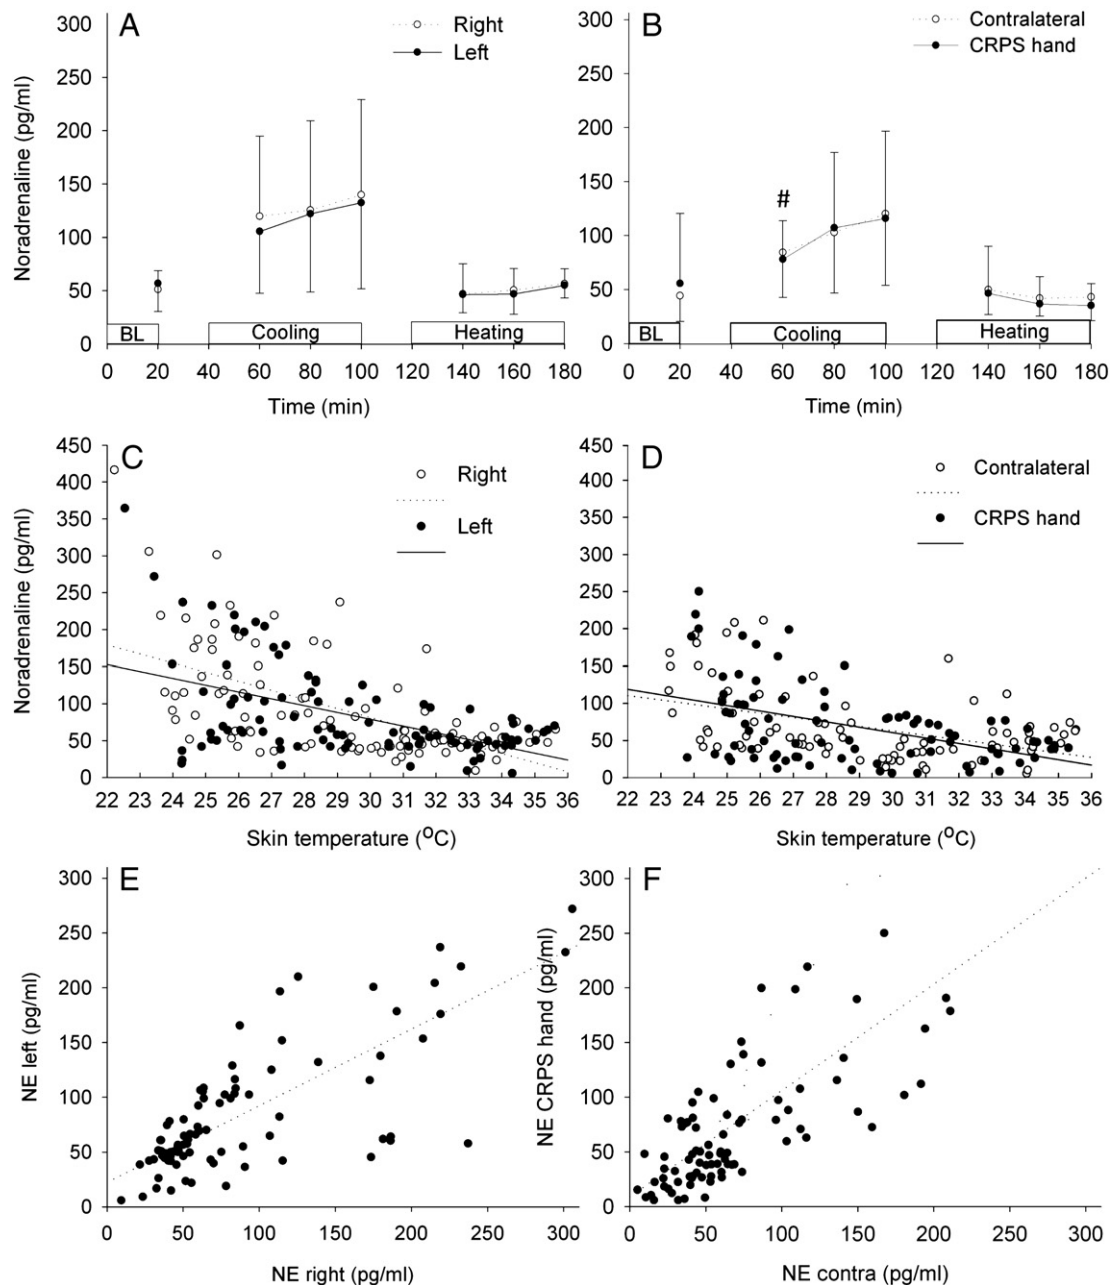 A
Right
Left
Noradrenaline (pg/ml)
300
250
200
150
100
50
0
BL
Cooling
Heating
0 20 40 60 80 100 120 140 160 180
Time (min)
B
Contralateral
CRPS hand
300
250
200
150
100
50
0
#
BL
Cooling
Heating
0 20 40 60 80 100 120 140 160 180
Time (min)
C
Right
Left
Noradrenaline (pg/ml)
450
400
350
300
250
200
150
100
50
0
22 23 24 25 26 27 28 29 30 31 32 33 34 35 36
Skin temperature (oC)
D
Contralateral
CRPS hand
450
400
350
300
250
200
150
100
50
0
22 23 24 25 26 27 28 29 30 31 32 33 34 35 36
Skin temperature (oC)
E
NE left (pg/ml)
300
250
200
150
100
50
0
0 50 100 150 200 250 300
NE right (pg/ml)
F
NE CRPS hand (pg/ml)
300
250
200
150
100
50
0
0 50 100 150 200 250 300
NE contra (pg/ml)